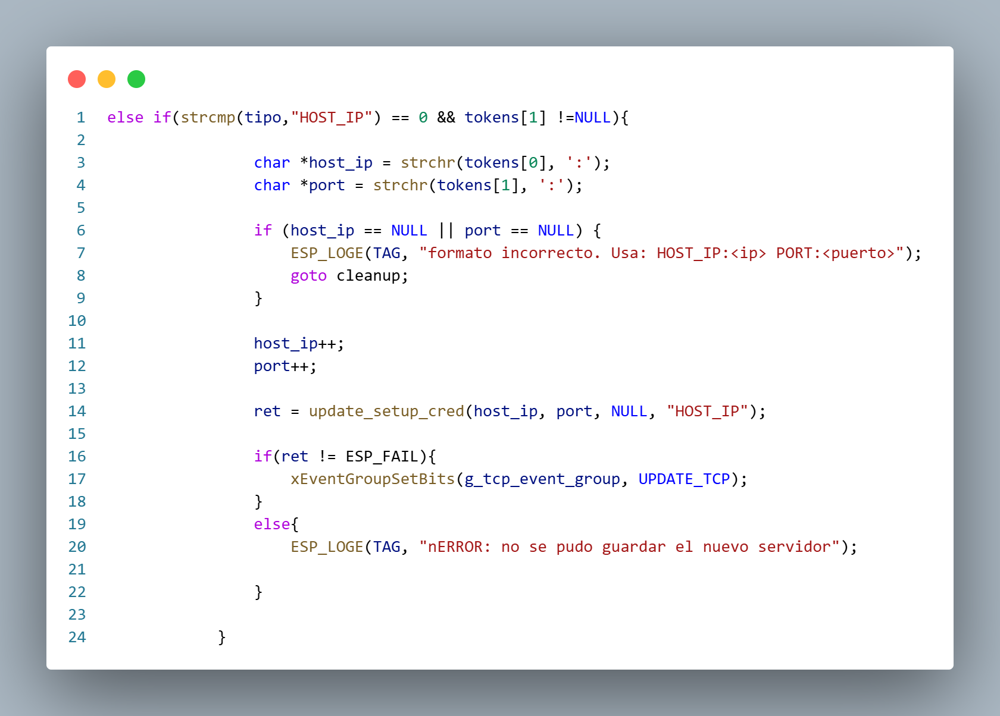 1 else if(strcmp(tipo,"HOST_IP") == 0 && tokens[1] !=NULL){
2
3 char *host_ip = strchr(tokens[0], ':');
4 char *port = strchr(tokens[1], ':');
5
6 if (host_ip == NULL || port == NULL) {
7 ESP_LOGE(TAG, "formato incorrecto. Usa: HOST_IP:<ip> PORT:<puerto>");
8 goto cleanup;
9 }
10
11 host_ip++;
12 port++;
13
14 ret = update_setup_cred(host_ip, port, NULL, "HOST_IP");
15
16 if(ret != ESP_FAIL){
17 xEventGroupSetBits(g_tcp_event_group, UPDATE_TCP);
18 }
19 else{
20 ESP_LOGE(TAG, "nERROR: no se pudo guardar el nuevo servidor");
21
22 }
23
24 }